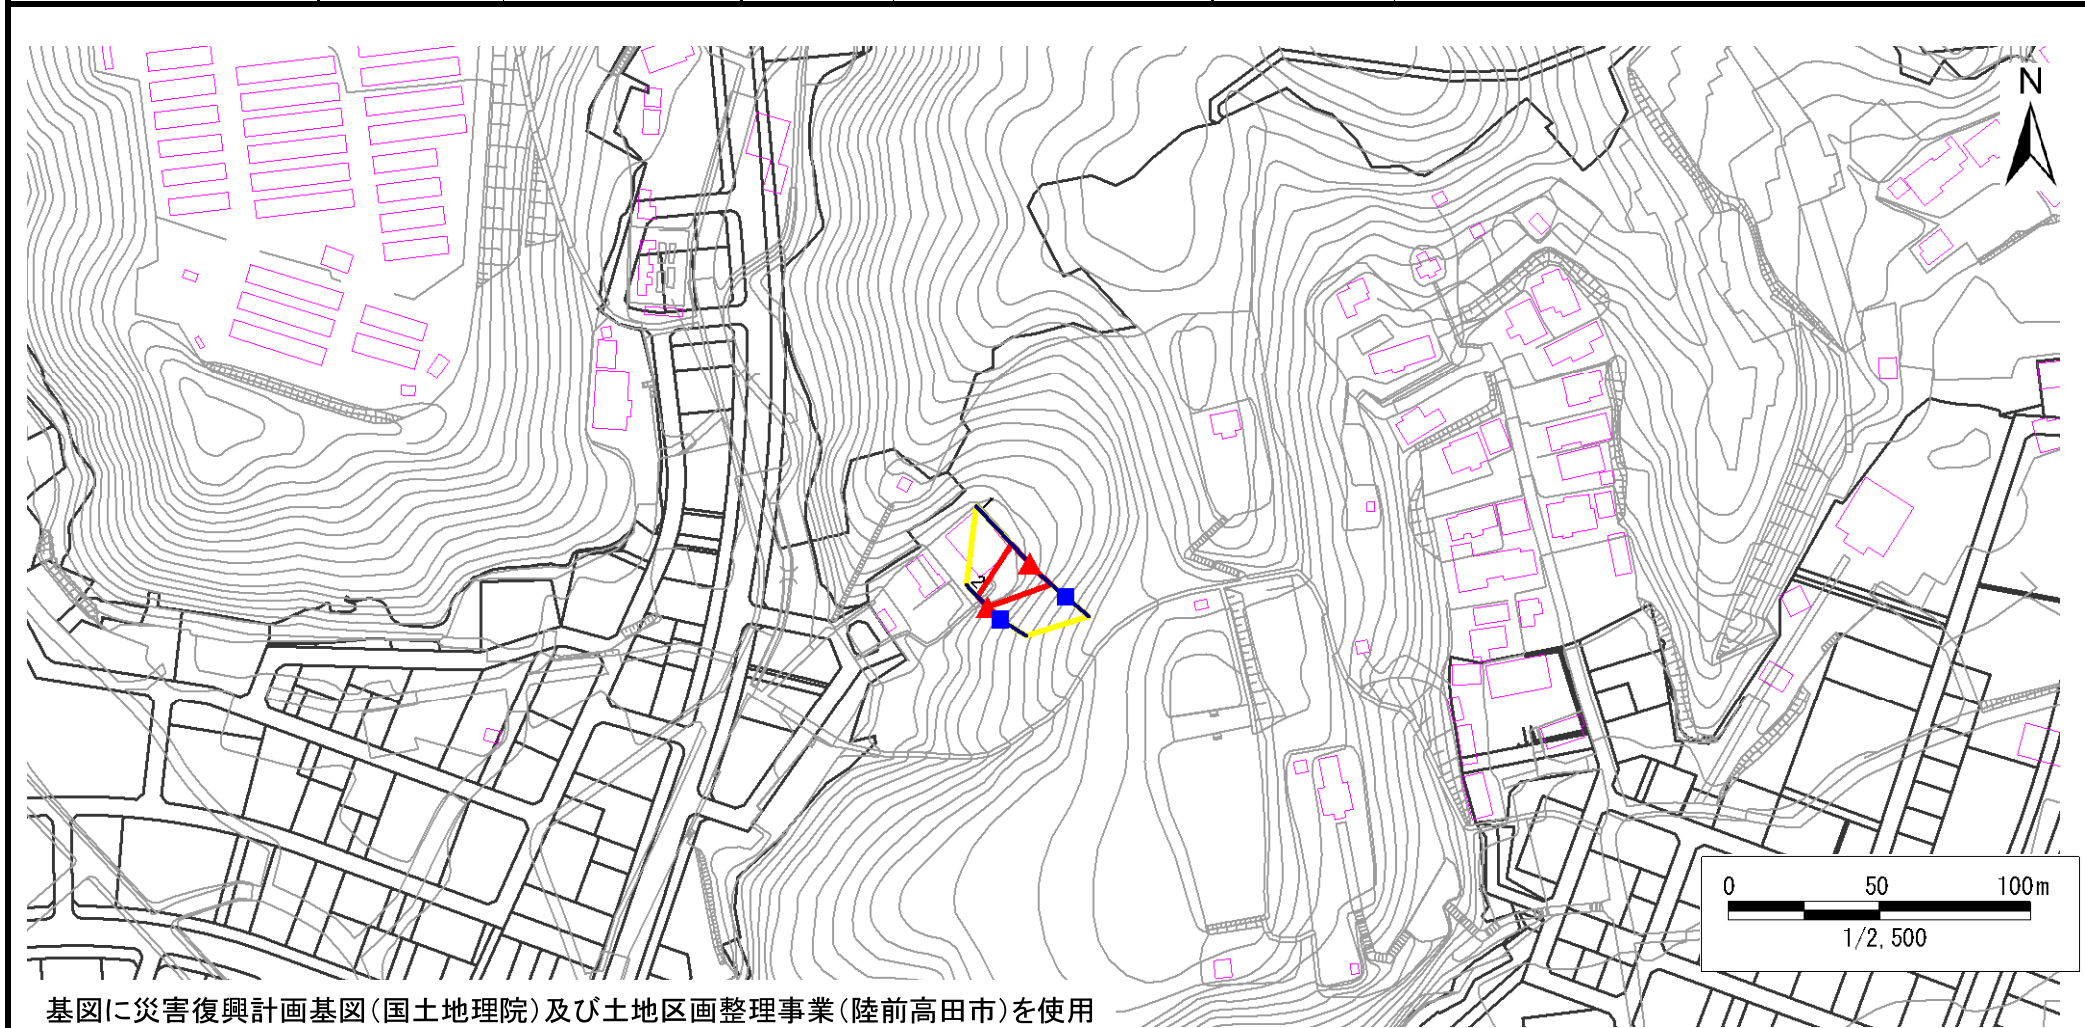 N
1
2
0 50 100m
1/2,500
基図に災害復興計画基図(国土地理院)及び土地区画整理事業(陸前高田市)を使用